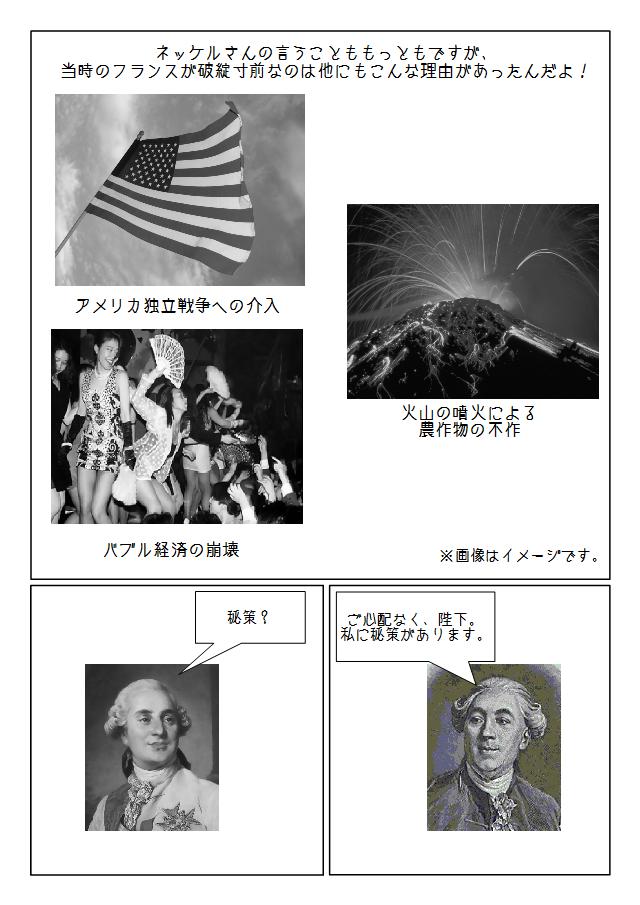 ネッケルさんの言うことももっともですが、
当時のフランスが破綻寸前なのは他にもこんな理由があったんだよ！
アメリカ独立戦争への介入
火山の噴火による
農作物の不作
バブル経済の崩壊
※画像はイメージです。
ご心配なく、陛下。
私に秘策があります。
秘策？